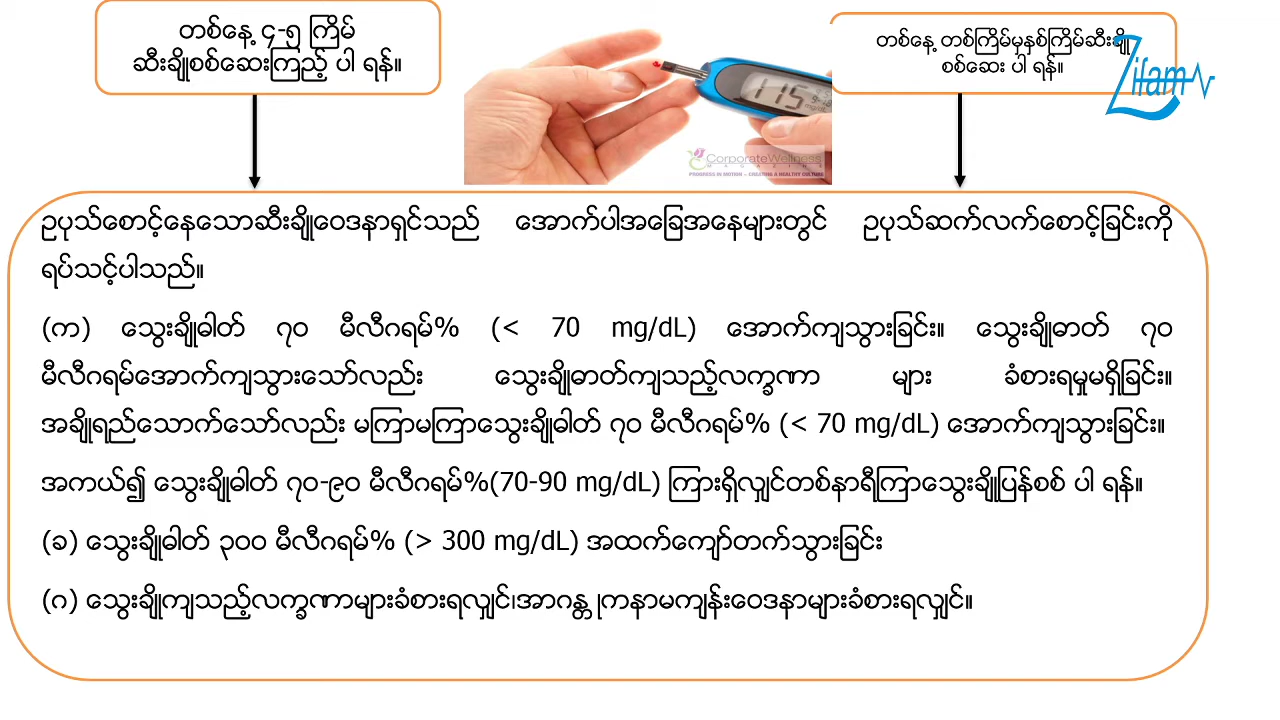 တစ်နေ့ ၄-၅ ကြိမ်
ဆီးချိုစစ်ဆေးကြည့် ပါ ရန်။
တစ်နေ့ တစ်ကြိမ်မှနှစ်ကြိမ်ဆီးချို
စစ်ဆေး ပါ ရန်။
Zifam
115
mg/dL
CorporateWellness
MAGAZINE
PROGRESS IN MOTION – CREATING A HEALTHY CULTURE
ဥပုသ်စောင့်နေသောဆီးချိုဝေဒနာရှင်သည် အောက်ပါအခြေအနေများတွင် ဥပုသ်ဆက်လက်စောင့်ခြင်းကို
ရပ်သင့်ပါသည်။
(က) သွေးချိုဓါတ် ၇၀ မီလီဂရမ်% (< 70 mg/dL) အောက်ကျသွားခြင်း။ သွေးချိုဓာတ် ၇၀
မီလီဂရမ်အောက်ကျသွားသော်လည်း သွေးချိုဓာတ်ကျသည့်လက္ခဏာ များ ခံစားရမှုမရှိခြင်း။
အချိုရည်သောက်သော်လည်း မကြာမကြာသွေးချိုဓါတ် ၇၀ မီလီဂရမ်% (< 70 mg/dL) အောက်ကျသွားခြင်း။
အကယ်၍ သွေးချိုဓါတ် ၇၀-၉၀ မီလီဂရမ်%(70-90 mg/dL) ကြားရှိလျှင်တစ်နာရီကြာသွေးချိုပြန်စစ် ပါ ရန်။
(ခ) သွေးချိုဓါတ် ၃၀၀ မီလီဂရမ်% (> 300 mg/dL) အထက်ကျော်တက်သွားခြင်း
(ဂ) သွေးချိုကျသည့်လက္ခဏာများခံစားရလျှင်၊အာဂန္တုကနာမကျန်းဝေဒနာများခံစားရလျှင်။